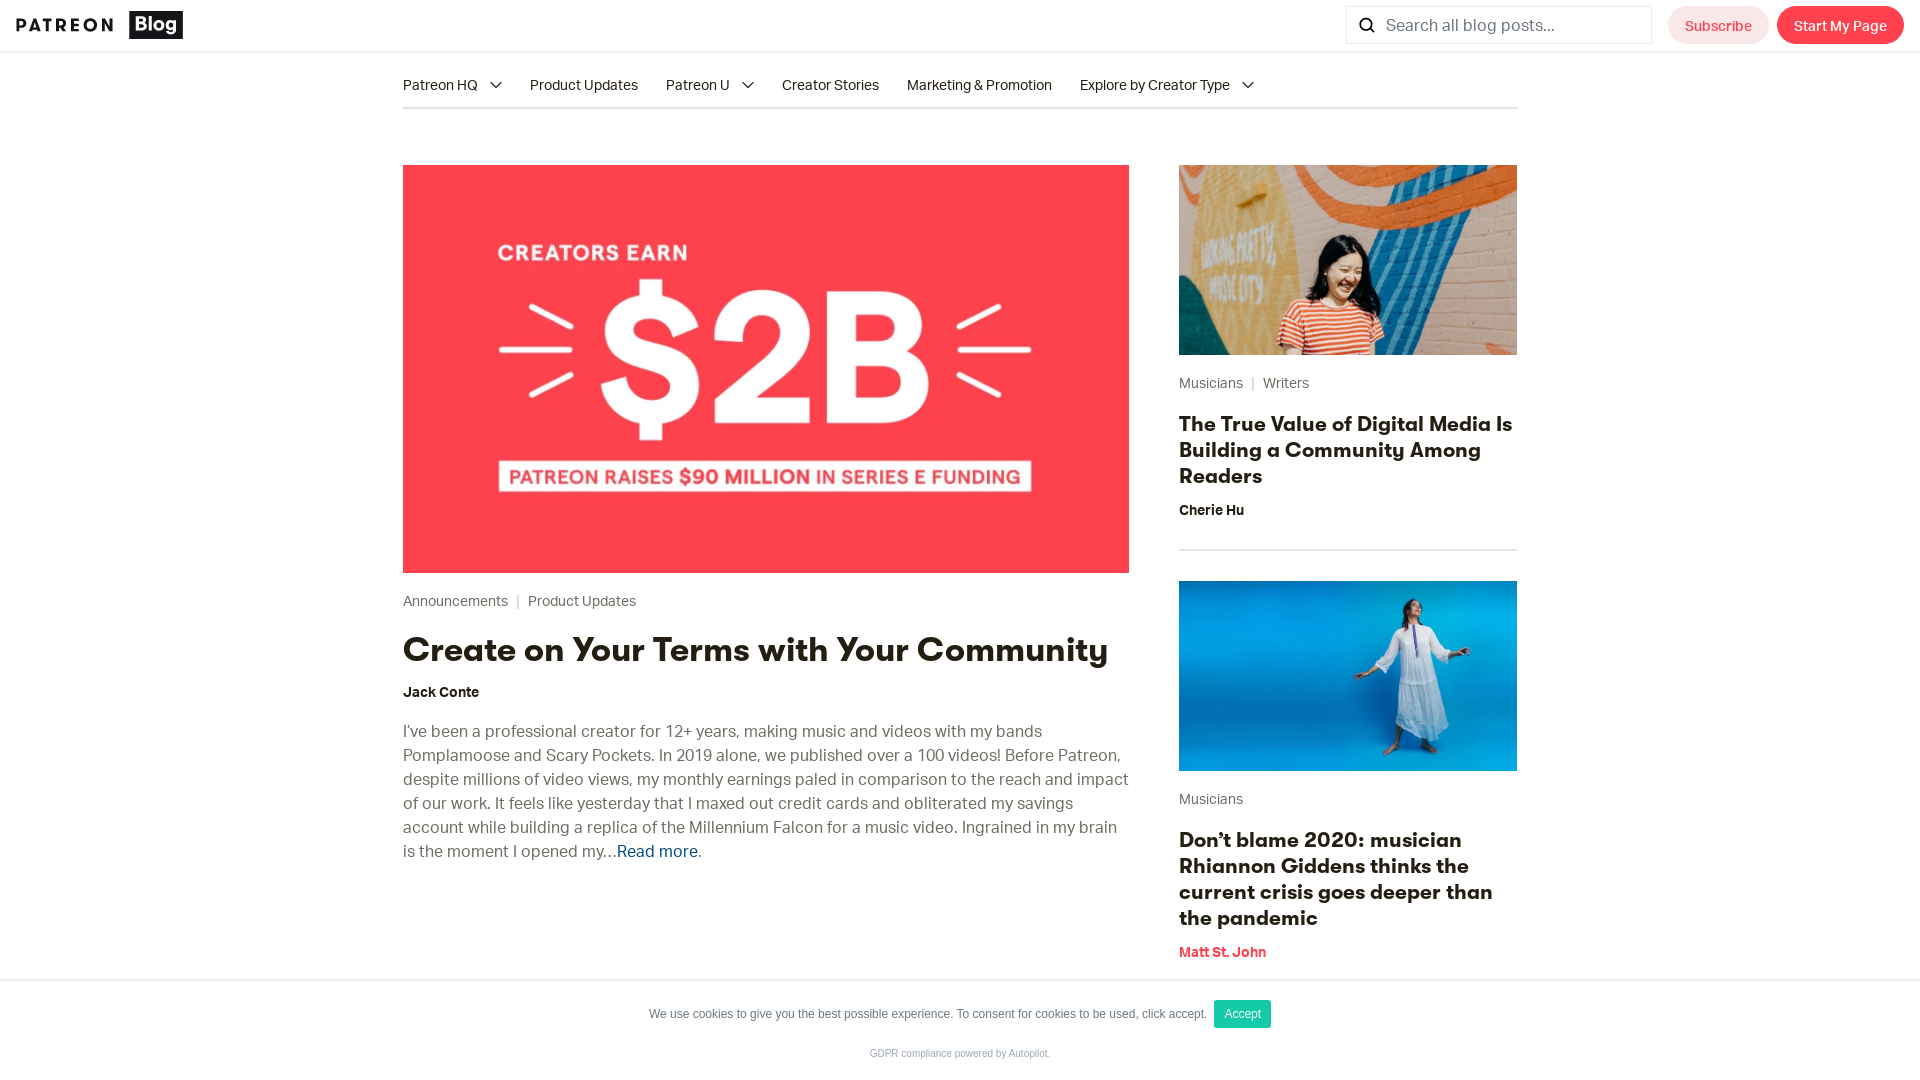 PATREON Blog
Search all blog posts...
Subscribe
Start My Page
Patreon HQ
Product Updates
Patreon U
Creator Stories
Marketing & Promotion
Explore by Creator Type
CREATORS EARN
$2B
PATREON RAISES $90 MILLION IN SERIES E FUNDING
Announcements | Product Updates
Create on Your Terms with Your Community
Jack Conte
I’ve been a professional creator for 12+ years, making music and videos with my bands
Pomplamoose and Scary Pockets. In 2019 alone, we published over a 100 videos! Before Patreon,
despite millions of video views, my monthly earnings paled in comparison to the reach and impact
of our work. It feels like yesterday that I maxed out credit cards and obliterated my savings
account while building a replica of the Millennium Falcon for a music video. Ingrained in my brain
is the moment I opened my…Read more.
LOOKING PRETTY,
MUSIC CITY
Musicians | Writers
The True Value of Digital Media Is
Building a Community Among
Readers
Cherie Hu
Musicians
Don’t blame 2020: musician
Rhiannon Giddens thinks the
current crisis goes deeper than
the pandemic
Matt St. John
We use cookies to give you the best possible experience. To consent for cookies to be used, click accept.
Accept
GDPR compliance powered by Autopilot.